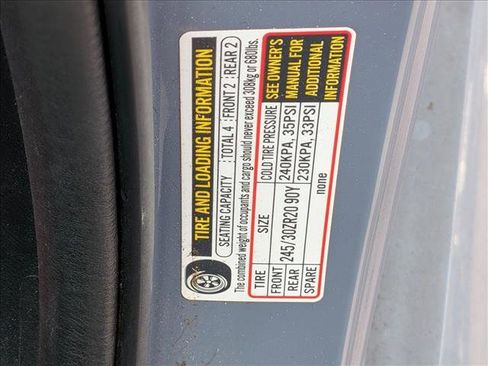 TIRE AND LOADING INFORMATION
SEATING CAPACITY : TOTAL 4 : FRONT 2 : REAR 2
The combined weight of occupants and cargo should never exceed 308kg or 680lbs.
TIRE SIZE COLD TIRE PRESSURE
FRONT 245/30ZR20 90Y 240KPA, 35PSI
REAR 230KPA, 33PSI
SPARE none
SEE OWNER'S
MANUAL FOR
ADDITIONAL
INFORMATION